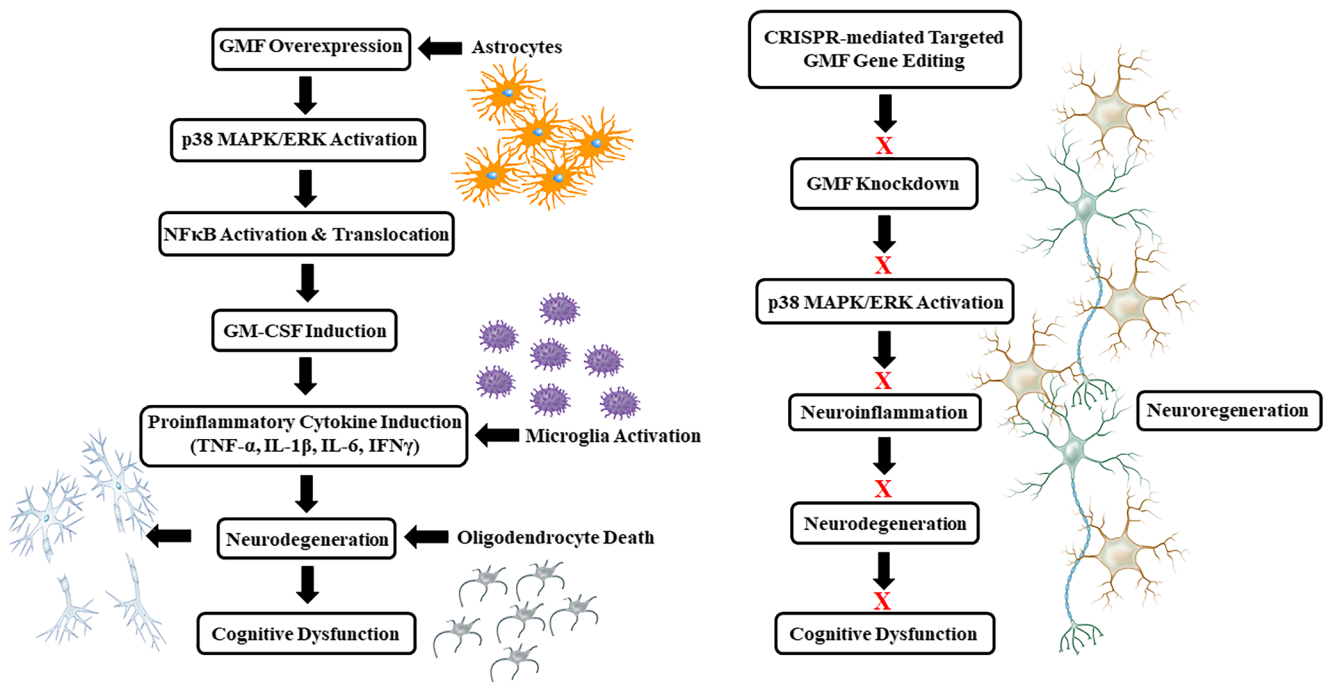 GMF Overexpression
Astrocytes
p38 MAPK/ERK Activation
NFκB Activation & Translocation
GM-CSF Induction
Proinflammatory Cytokine Induction
(TNF-α, IL-1β, IL-6, IFNγ)
Microglia Activation
Neurodegeneration
Oligodendrocyte Death
Cognitive Dysfunction
CRISPR-mediated Targeted
GMF Gene Editing
X
GMF Knockdown
X
p38 MAPK/ERK Activation
X
Neuroinflammation
Neuroregeneration
X
Neurodegeneration
X
Cognitive Dysfunction